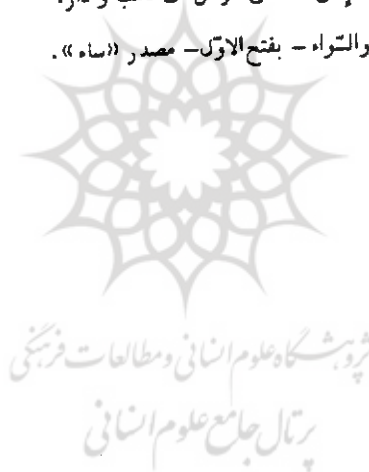 والسّواء – بفتح الاوّل – مصدر «ساء».
پژوهشگاه علوم انسانی و مطالعات فرهنگی
پرتال جامع علوم انسانی